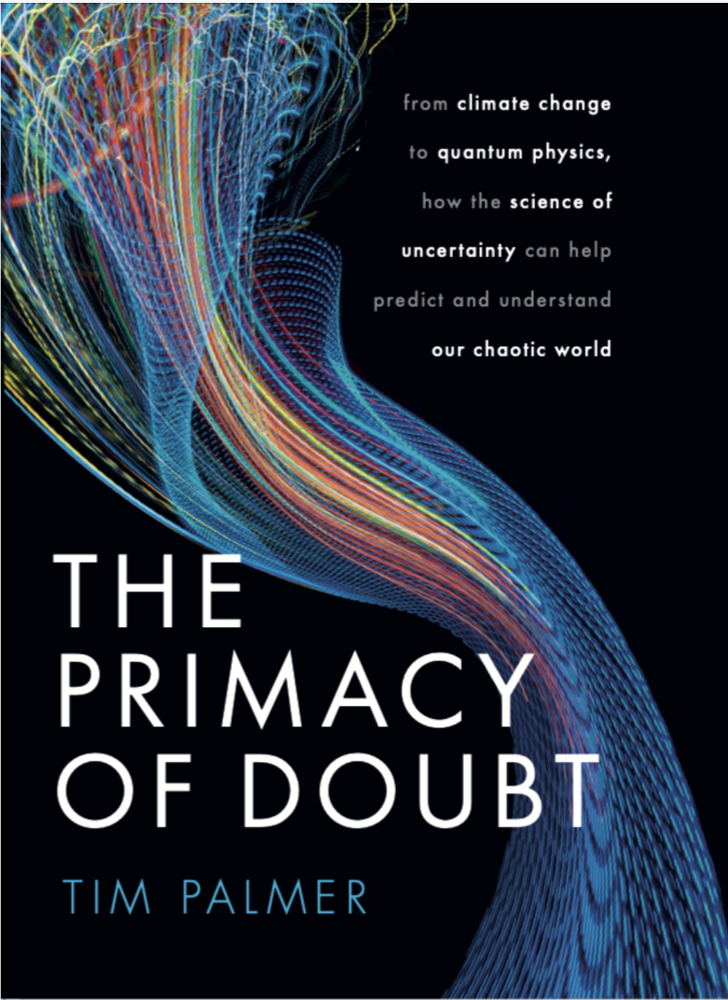 from climate change
to quantum physics,
how the science of
uncertainty can help
predict and understand
our chaotic world
THE
PRIMACY
OF DOUBT
TIM PALMER